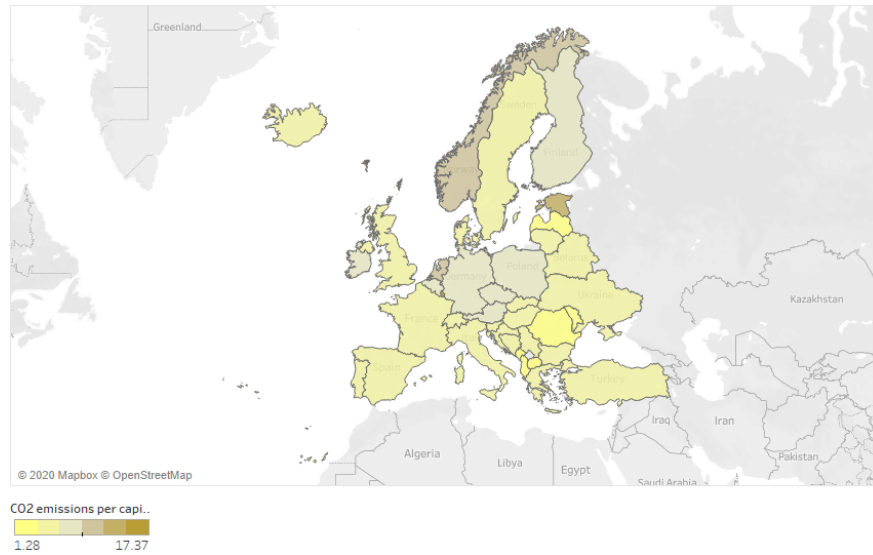 Greenland
Sweden
Norway
Finland
Belarus
Germany
Poland
Ukraine
Kazakhstan
France
Spain
Turkey
Iraq
Iran
Algeria
Libya
Egypt
Pakistan
Saudi Arabia
© 2020 Mapbox © OpenStreetMap
CO2 emissions per capi..
1.28 17.37